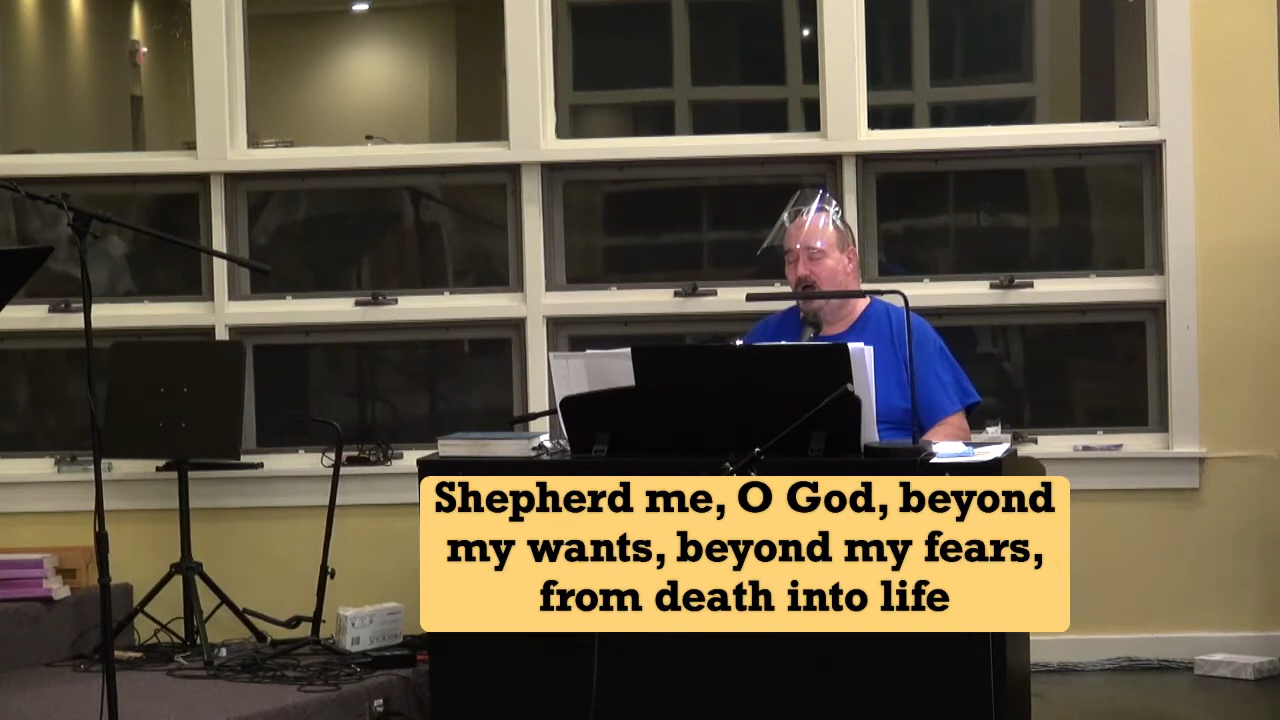 Shepherd me, O God, beyond
my wants, beyond my fears,
from death into life